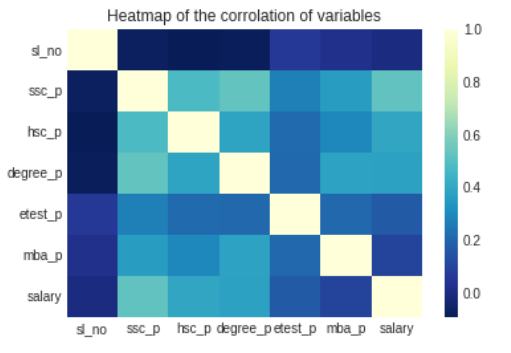 Heatmap of the corrolation of variables
sl_no
ssc_p
hsc_p
degree_p
etest_p
mba_p
salary
sl_no ssc_p hsc_p degree_p etest_p mba_p salary
1.0
0.8
0.6
0.4
0.2
0.0